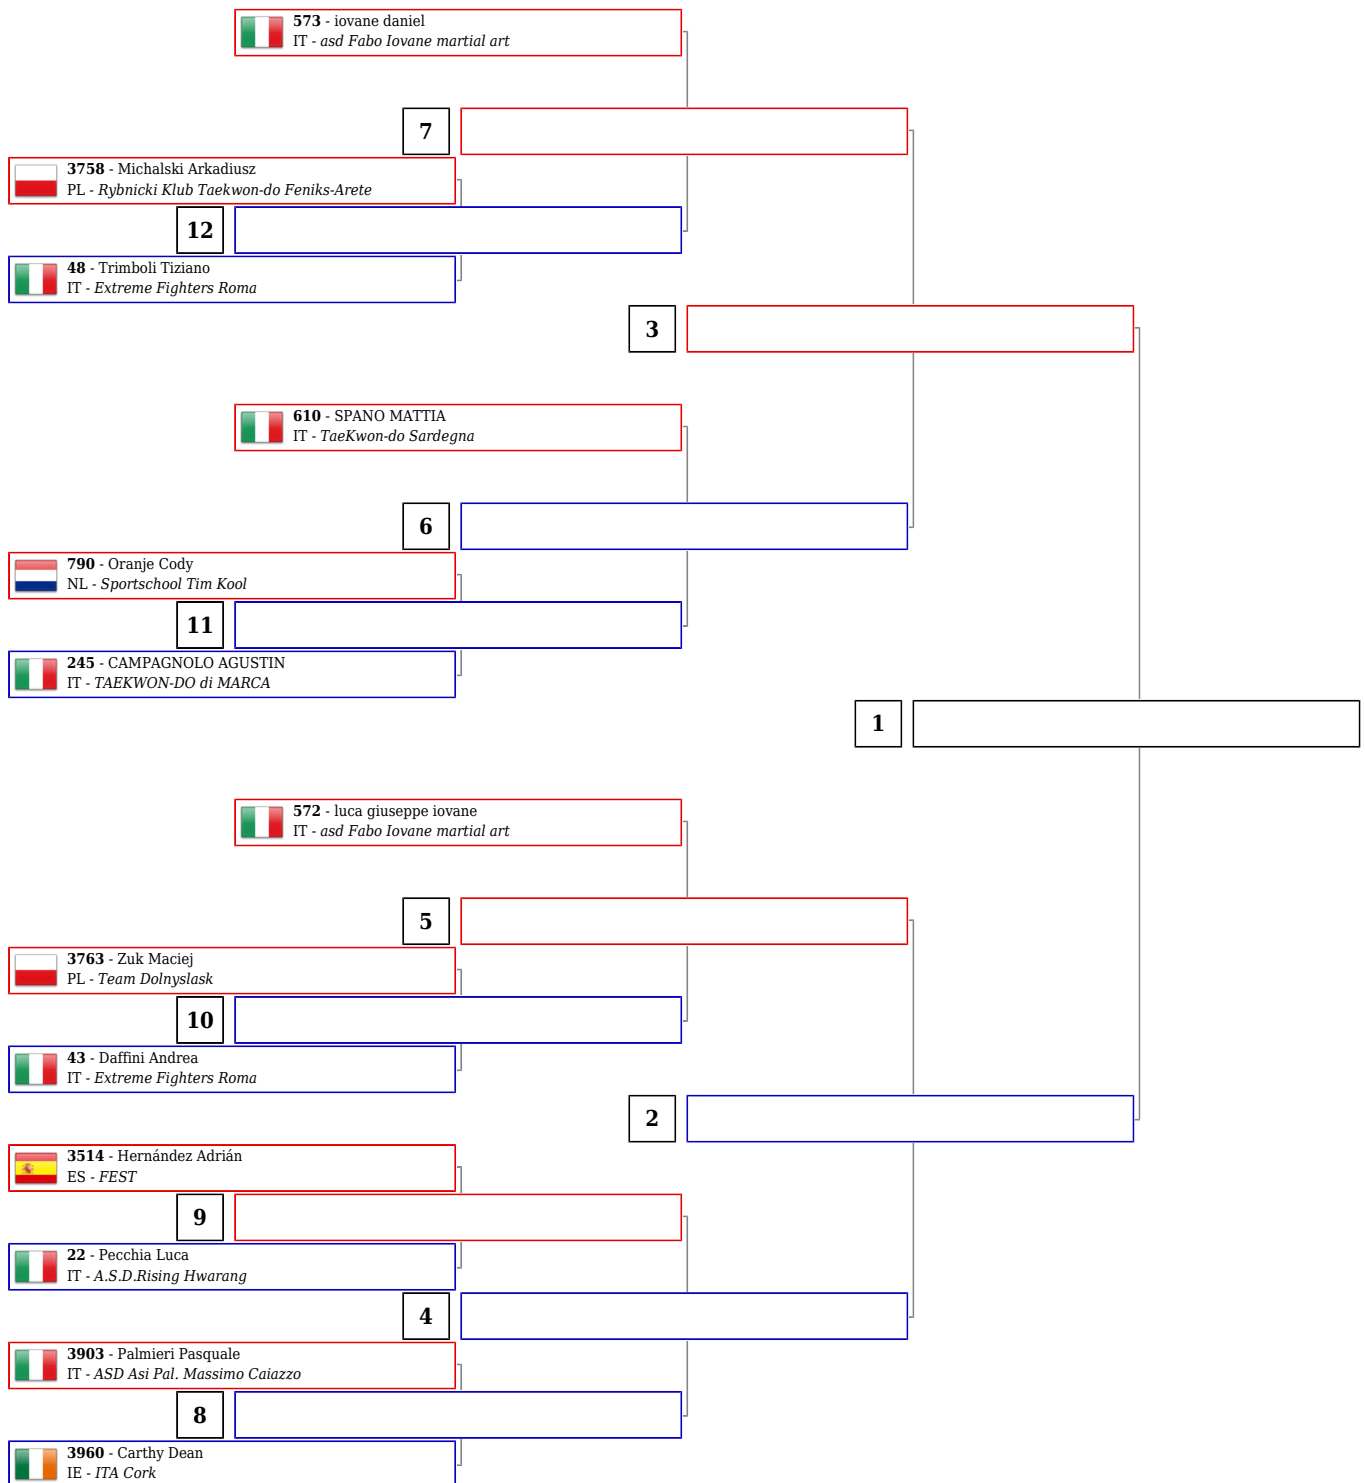 573 - iovane daniel
IT - asd Fabo Iovane martial art
7
3758 - Michalski Arkadiusz
PL - Rybnicki Klub Taekwon-do Feniks-Arete
12
48 - Trimboli Tiziano
IT - Extreme Fighters Roma
3
610 - SPANO MATTIA
IT - TaeKwon-do Sardegna
6
790 - Oranje Cody
NL - Sportschool Tim Kool
11
245 - CAMPAGNOLO AGUSTIN
IT - TAEKWON-DO di MARCA
1
572 - luca giuseppe iovane
IT - asd Fabo Iovane martial art
5
3763 - Zuk Maciej
PL - Team Dolnyslask
10
43 - Daffini Andrea
IT - Extreme Fighters Roma
2
3514 - Hernández Adrián
ES - FEST
9
22 - Pecchia Luca
IT - A.S.D.Rising Hwarang
4
3903 - Palmieri Pasquale
IT - ASD Asi Pal. Massimo Caiazzo
8
3960 - Carthy Dean
IE - ITA Cork